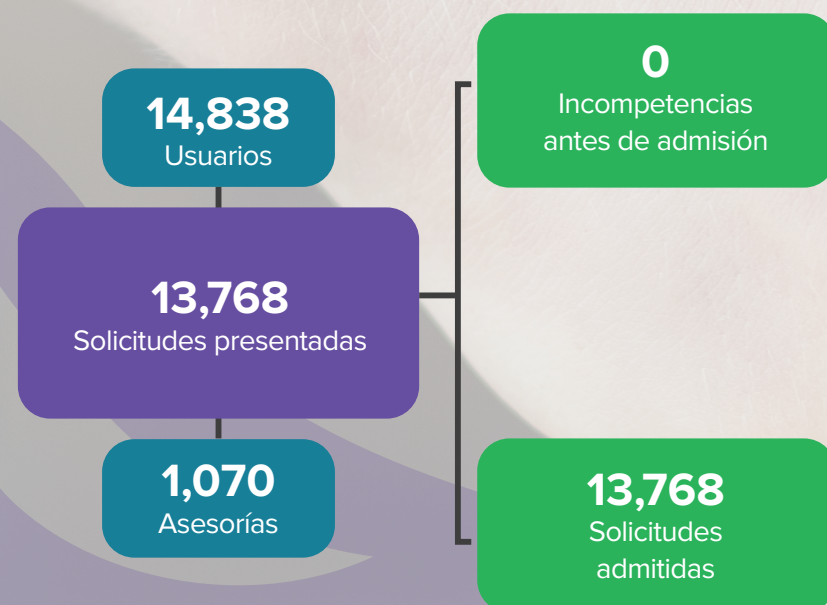 14,838
Usuarios
13,768
Solicitudes presentadas
1,070
Asesorías
0
Incompetencias
antes de admisión
13,768
Solicitudes
admitidas